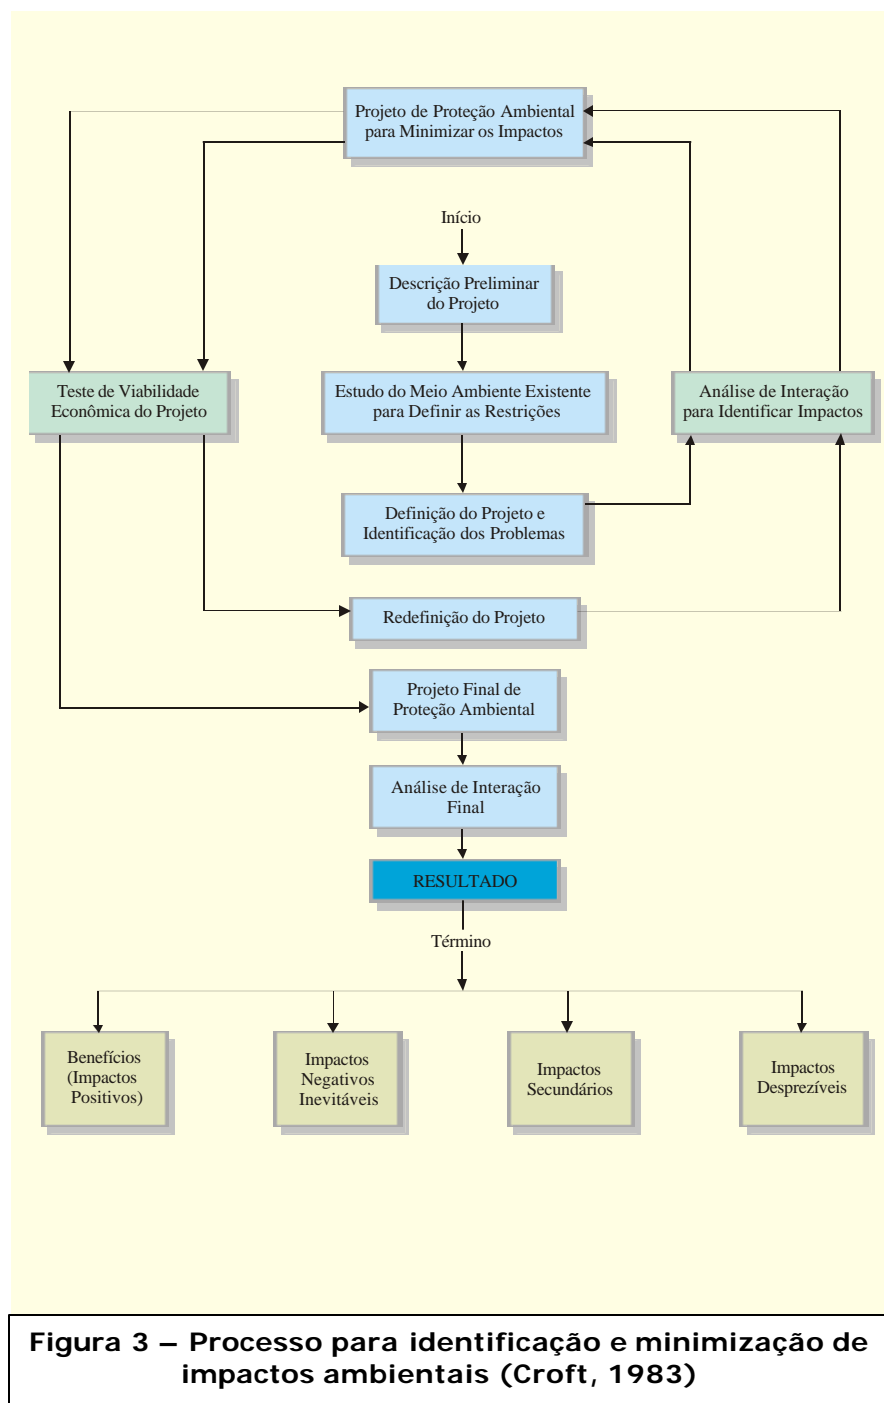 Projeto de Proteção Ambiental
para Minimizar os Impactos
Início
Descrição Preliminar
do Projeto
Teste de Viabilidade
Econômica do Projeto
Estudo do Meio Ambiente Existente
para Definir as Restrições
Análise de Interação
para Identificar Impactos
Definição do Projeto e
Identificação dos Problemas
Redefinição do Projeto
Projeto Final de
Proteção Ambiental
Análise de Interação
Final
RESULTADO
Término
Benefícios
(Impactos
Positivos)
Impactos
Negativos
Inevitáveis
Impactos
Secundários
Impactos
Desprezíveis
Figura 3 – Processo para identificação e minimização de
impactos ambientais (Croft, 1983)